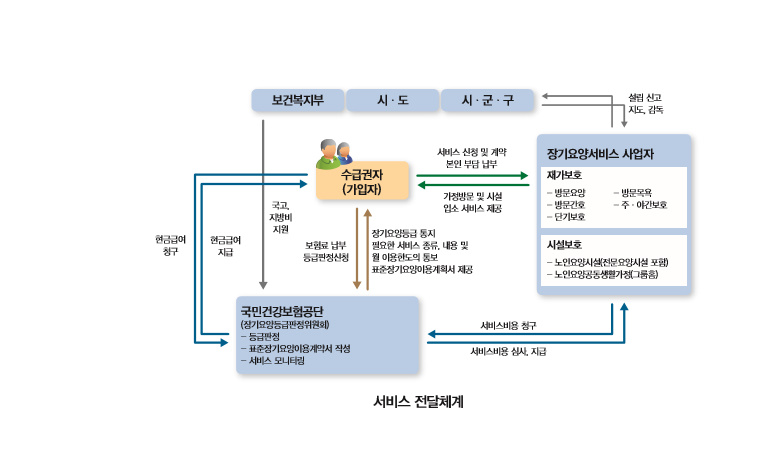 보건복지부
시 · 도
시 · 군 · 구
설립 신고
지도, 감독
수급권자
(가입자)
서비스 신청 및 계약
본인 부담 납부
가정방문 및 시설
입소 서비스 제공
장기요양서비스 사업자
재가보호
– 방문요양
– 방문목욕
– 방문간호
– 주 · 야간보호
– 단기보호
시설보호
– 노인요양시설(전문요양시설 포함)
– 노인요양공동생활가정(그룹홈)
현금급여
청구
현금급여
지급
국고,
지방비
지원
보험료 납부
등급판정신청
장기요양등급 통지
필요한 서비스 종류, 내용 및
월 이용한도의 통보
표준장기요양이용계획서 제공
국민건강보험공단
(장기요양등급판정위원회)
– 등급판정
– 표준장기요양이용계약서 작성
– 서비스 모니터링
서비스비용 청구
서비스비용 심사, 지급
서비스 전달체계